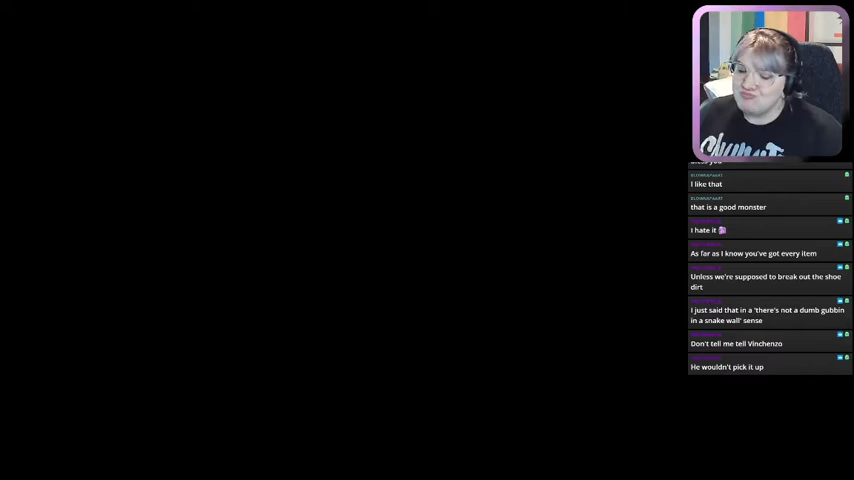 I like that
that is a good monster
I hate it
As far as I know you've got every item
Unless we're supposed to break out the shoe
dirt
I just said that in a 'there's not a dumb gubbin
in a snake wall' sense
Don't tell me tell Vinchenzo
He wouldn't pick it up